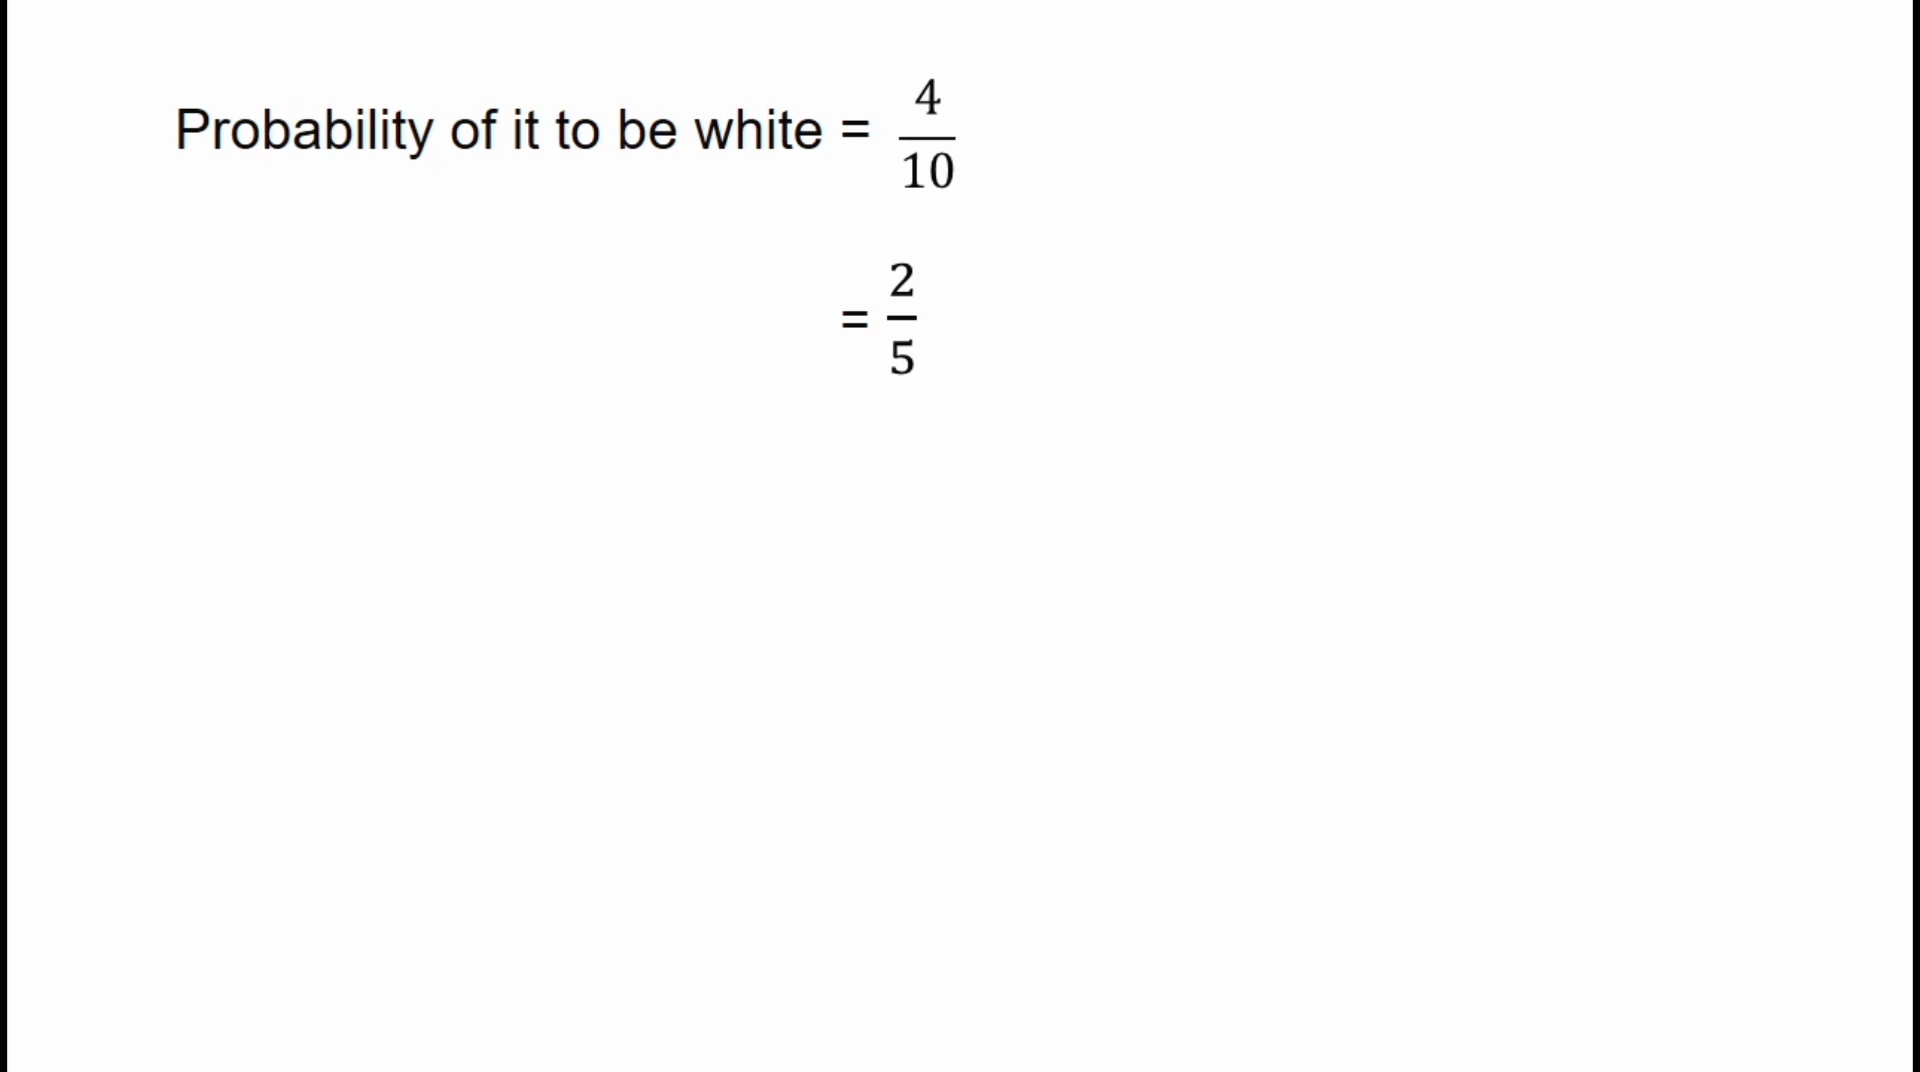 Probability of it to be white = 4/10
= 2/5